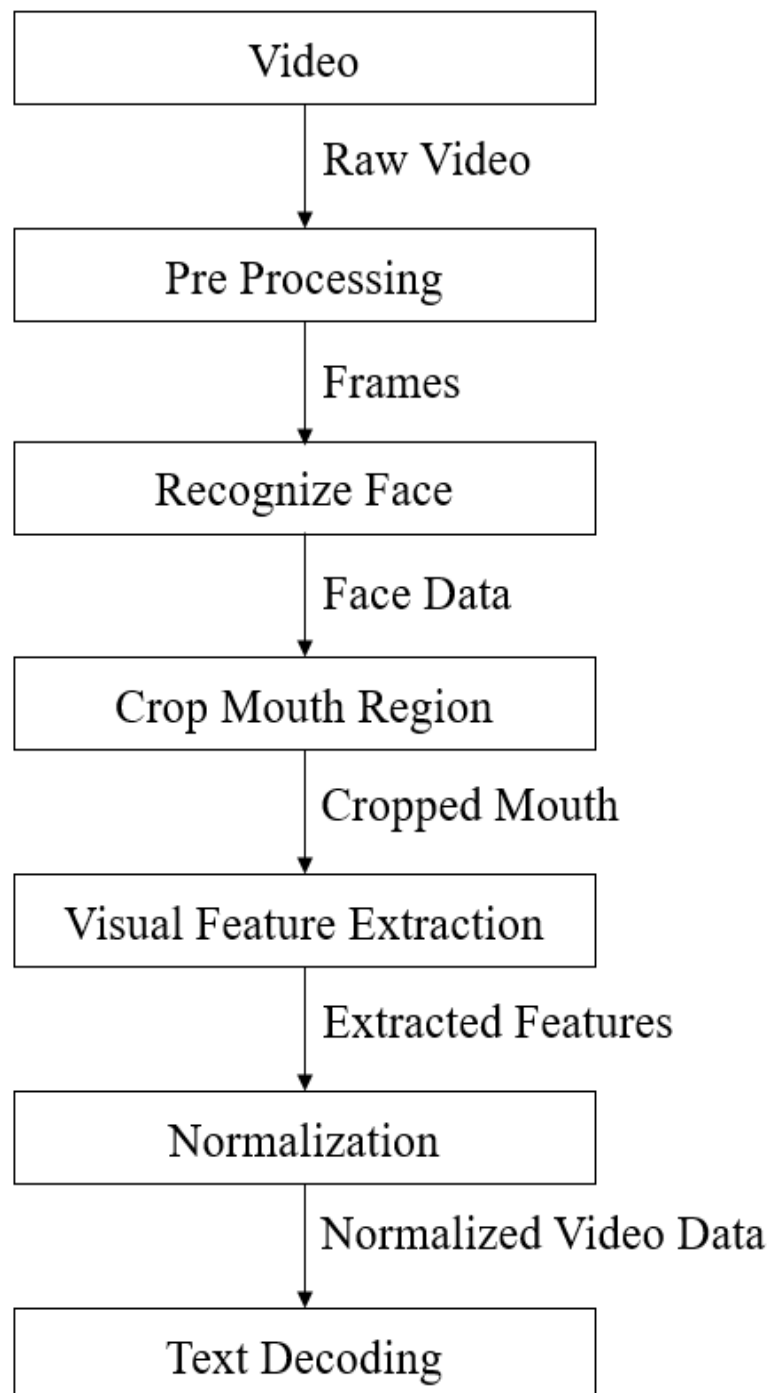 Video
Raw Video
Pre Processing
Frames
Recognize Face
Face Data
Crop Mouth Region
Cropped Mouth
Visual Feature Extraction
Extracted Features
Normalization
Normalized Video Data
Text Decoding